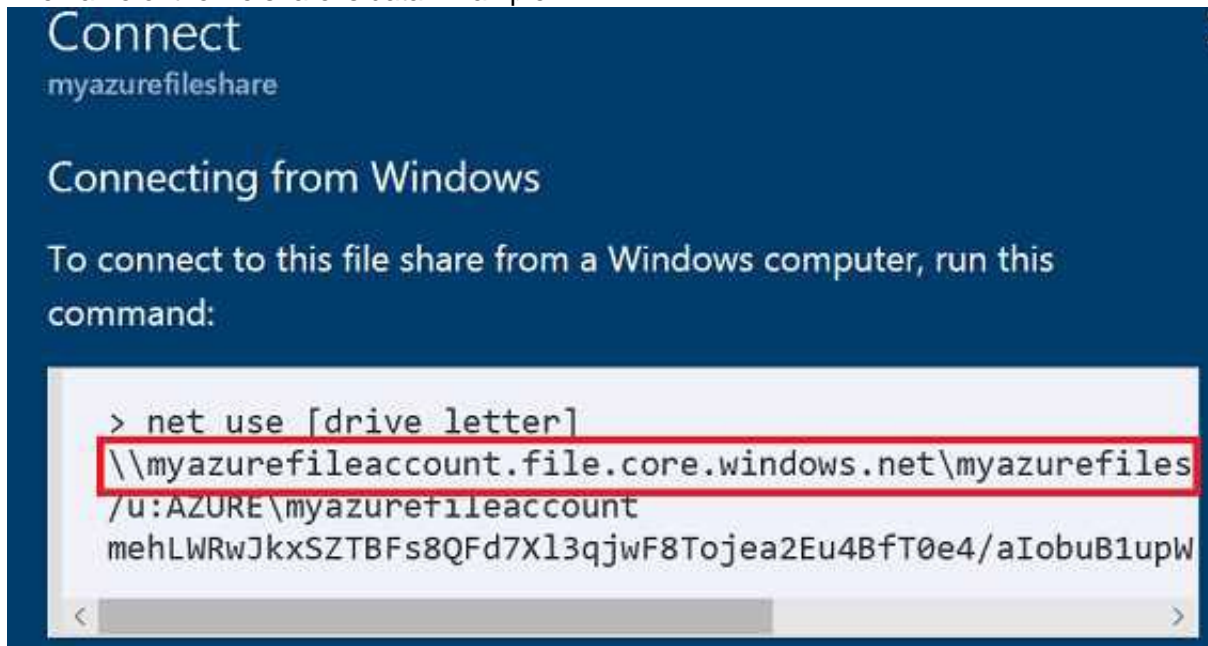 Connect
myazurefileshare
Connecting from Windows
To connect to this file share from a Windows computer, run this
command:
> net use [drive letter]
\\myazurefileaccount.file.core.windows.net\myazurefiles
/u:AZURE\myazurefileaccount
mehLWRwJkxSZTBFs8QFd7Xl3qjwF8Tojea2Eu4BfT0e4/aIobuB1upW